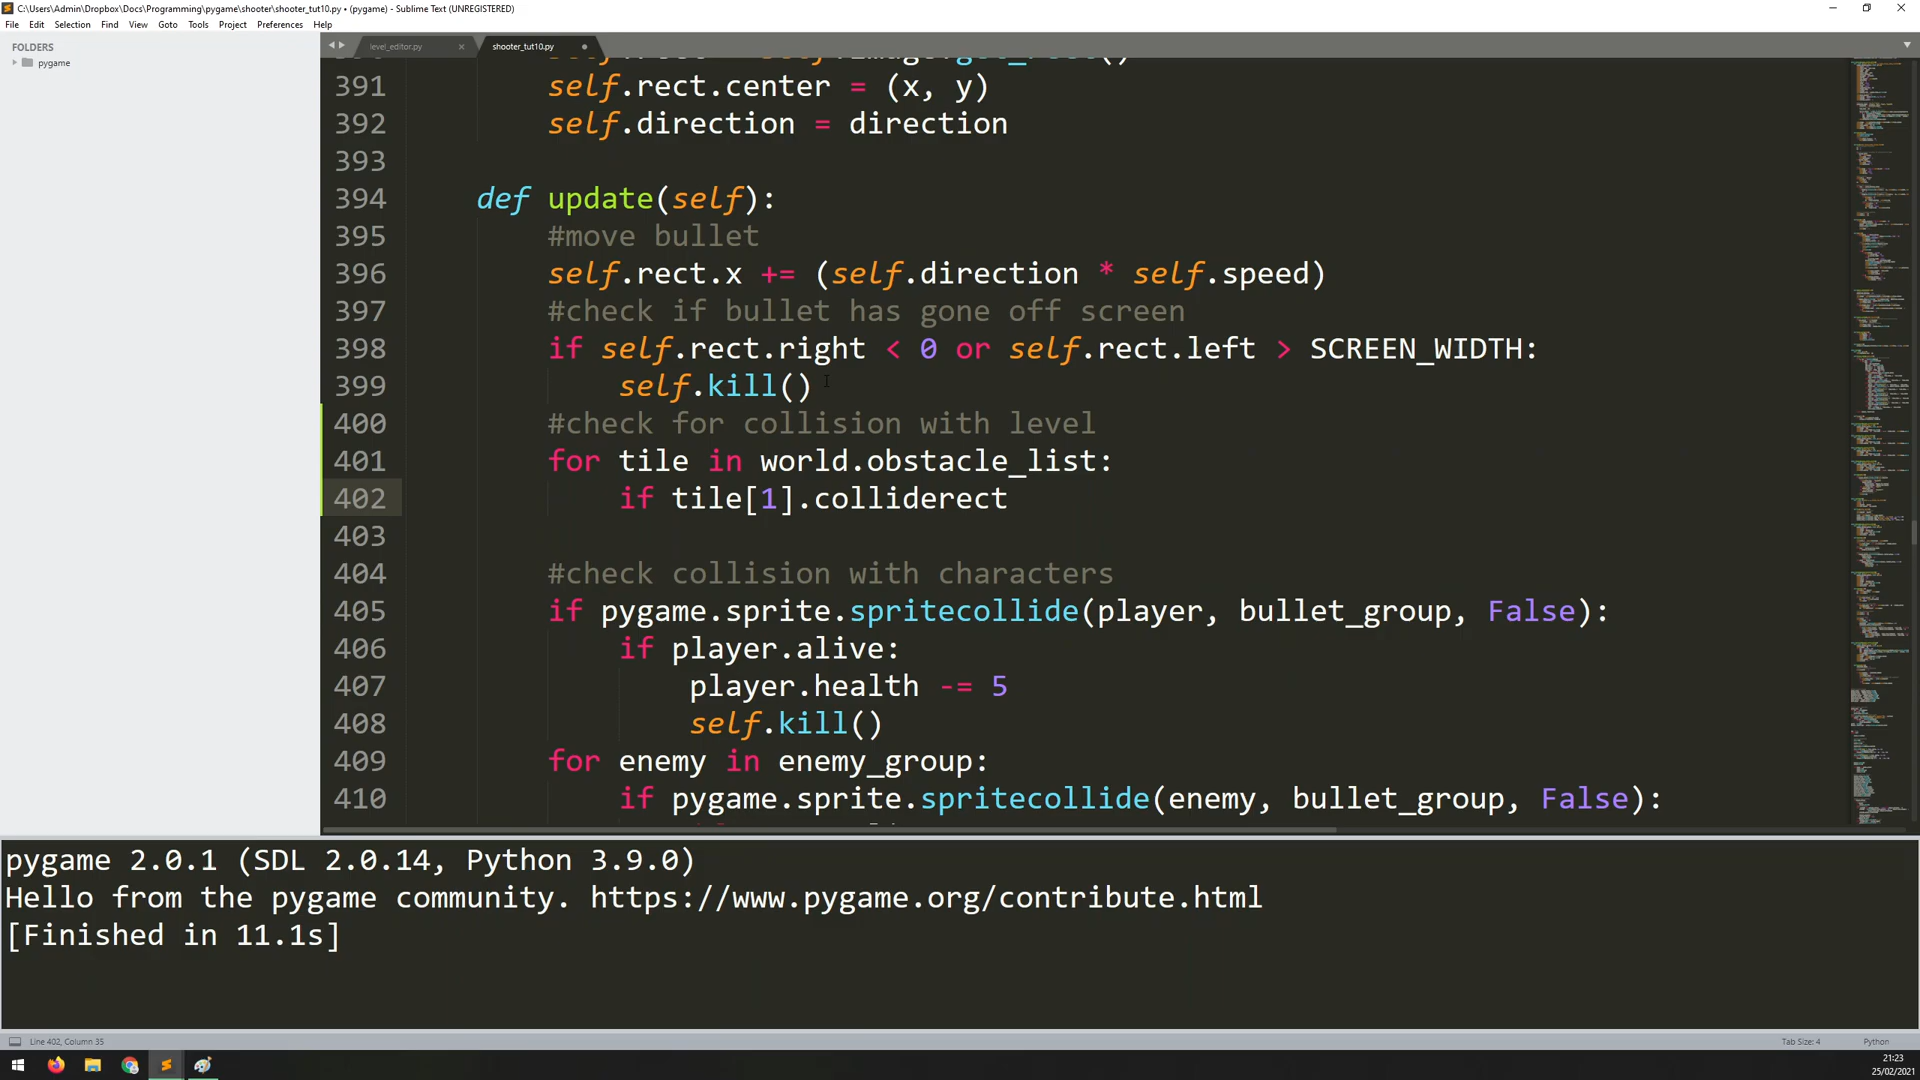 C:\Users\Admin\Dropbox\Docs\Programming\pygame\shooter\shooter_tut10.py • (pygame) - Sublime Text (UNREGISTERED)
File Edit Selection Find View Goto Tools Project Preferences Help
FOLDERS
pygame
level_editor.py
shooter_tut10.py
391 self.rect.center = (x, y)
392 self.direction = direction
393
394 def update(self):
395 #move bullet
396 self.rect.x += (self.direction * self.speed)
397 #check if bullet has gone off screen
398 if self.rect.right < 0 or self.rect.left > SCREEN_WIDTH:
399 self.kill()
400 #check for collision with level
401 for tile in world.obstacle_list:
402 if tile[1].colliderect
403
404 #check collision with characters
405 if pygame.sprite.spritecollide(player, bullet_group, False):
406 if player.alive:
407 player.health -= 5
408 self.kill()
409 for enemy in enemy_group:
410 if pygame.sprite.spritecollide(enemy, bullet_group, False):
pygame 2.0.1 (SDL 2.0.14, Python 3.9.0)
Hello from the pygame community. https://www.pygame.org/contribute.html
[Finished in 11.1s]
Line 402, Column 35
Tab Size: 4
Python
21:23
25/02/2021